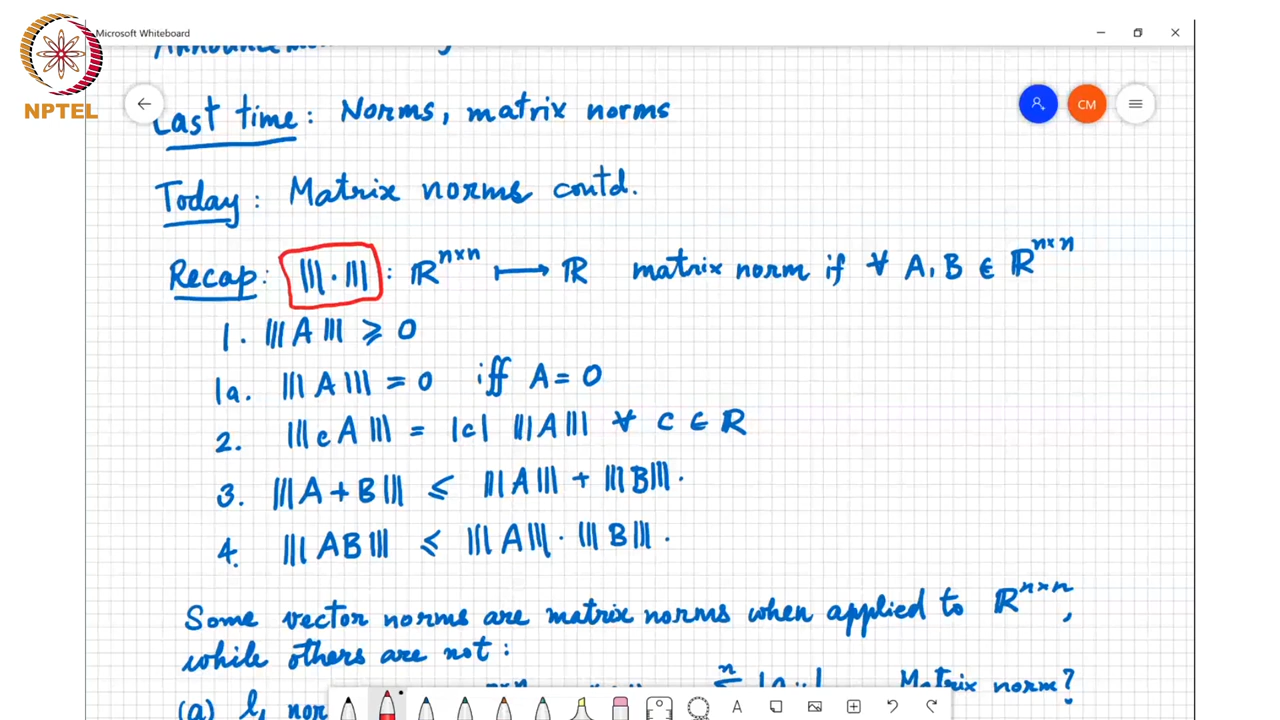 Microsoft Whiteboard
NPTEL
CM
Last time: Norms, matrix norms
Today: Matrix norms contd.
Recap: |||·||| : ℝ^{n×n} ⟼ ℝ matrix norm if ∀ A, B ∈ ℝ^{n×n}
1. |||A||| ⩾ 0
1a. |||A||| = 0 iff A = 0
2. |||cA||| = |c| |||A||| ∀ c ∈ ℝ
3. |||A + B||| ⩽ |||A||| + |||B|||.
4. |||AB||| ⩽ |||A|||·|||B|||.
Some vector norms are matrix norms when applied to ℝ^{n×n},
while others are not:
(a) l₁ Matrix norm?